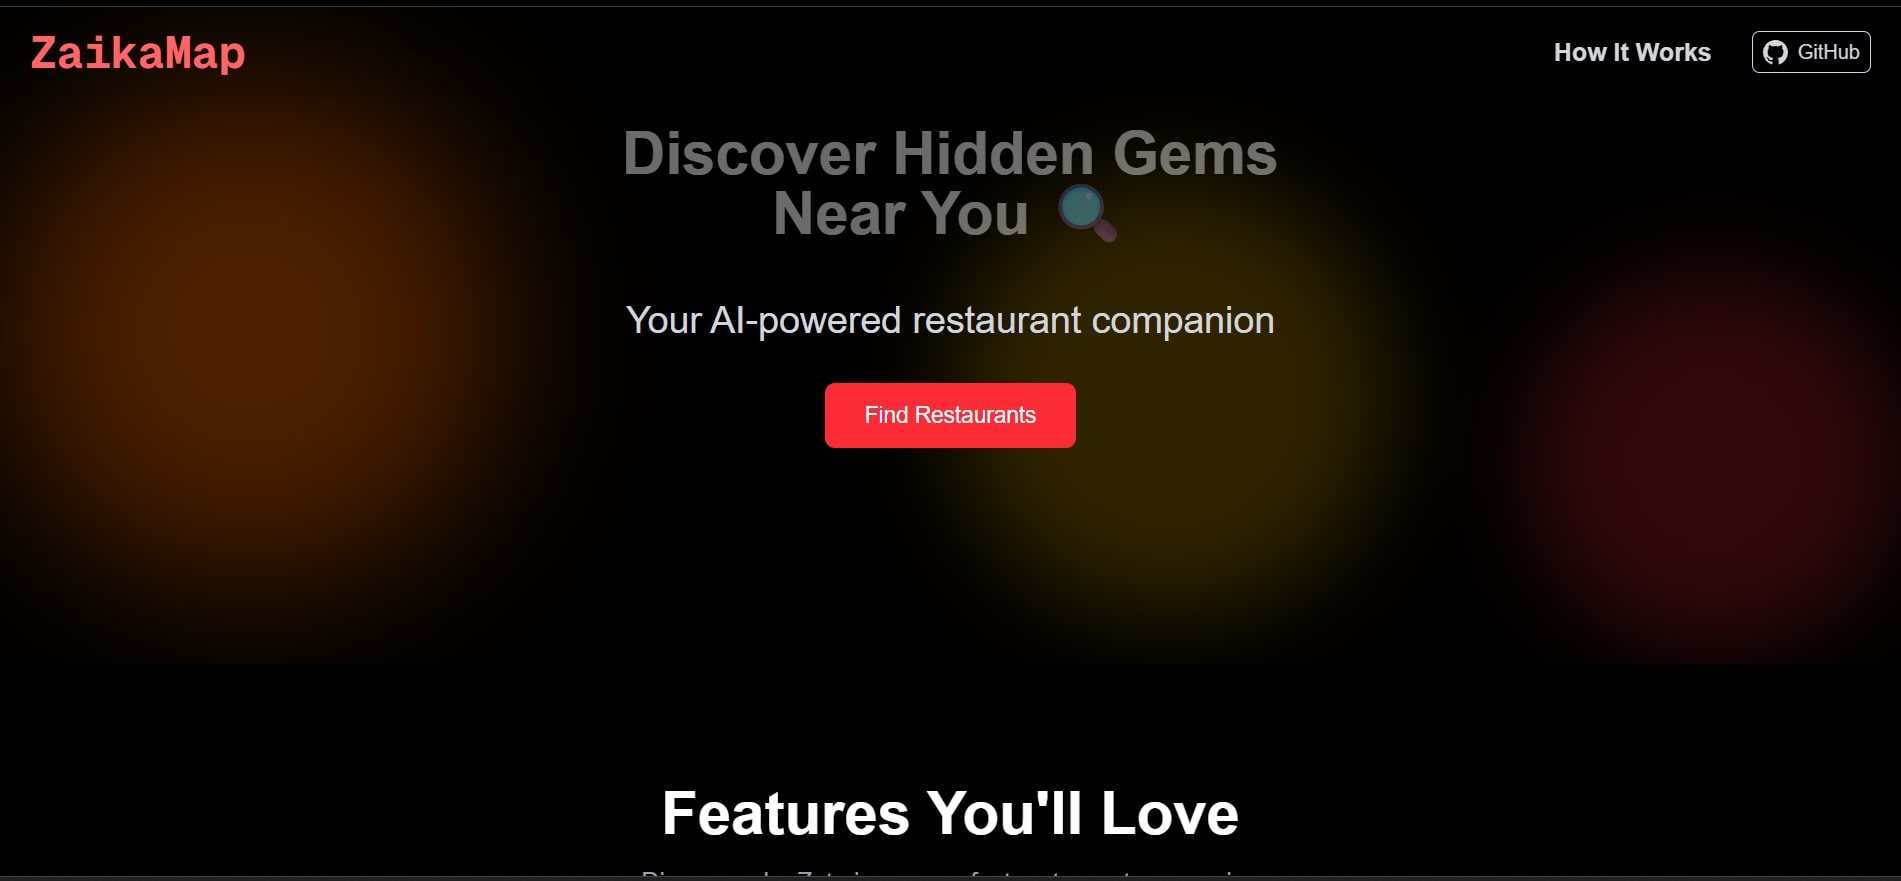 ZaikaMap
How It Works
GitHub
Discover Hidden Gems
Near You 🔍
Your AI-powered restaurant companion
Find Restaurants
Features You'll Love